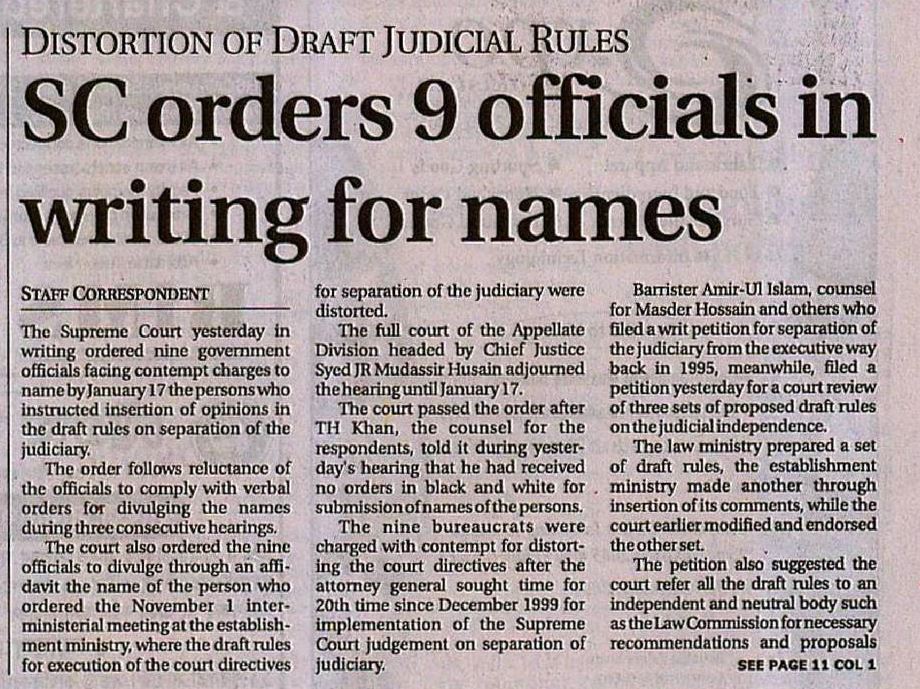 DISTORTION OF DRAFT JUDICIAL RULES
SC orders 9 officials in
writing for names
STAFF CORRESPONDENT
The Supreme Court yesterday in
writing ordered nine government
officials facing contempt charges to
name by January 17 the persons who
instructed insertion of opinions in
the draft rules on separation of the
judiciary.
The order follows reluctance of
the officials to comply with verbal
orders for divulging the names
during three consecutive hearings.
The court also ordered the nine
officials to divulge through an affi-
davit the name of the person who
ordered the November 1 inter-
ministerial meeting at the establish-
ment ministry, where the draft rules
for execution of the court directives
for separation of the judiciary were
distorted.
The full court of the Appellate
Division headed by Chief Justice
Syed JR Mudassir Husain adjourned
the hearing until January 17.
The court passed the order after
TH Khan, the counsel for the
respondents, told it during yester-
day's hearing that he had received
no orders in black and white for
submission of names of the persons.
The nine bureaucrats were
charged with contempt for distort-
ing the court directives after the
attorney general sought time for
20th time since December 1999 for
implementation of the Supreme
Court judgement on separation of
judiciary.
Barrister Amir-Ul Islam, counsel
for Masder Hossain and others who
filed a writ petition for separation of
the judiciary from the executive way
back in 1995, meanwhile, filed a
petition yesterday for a court review
of three sets of proposed draft rules
on the judicial independence.
The law ministry prepared a set
of draft rules, the establishment
ministry made another through
insertion of its comments, while the
court earlier modified and endorsed
the other set.
The petition also suggested the
court refer all the draft rules to an
independent and neutral body such
as the Law Commission for necessary
recommendations and proposals
SEE PAGE 11 COL 1